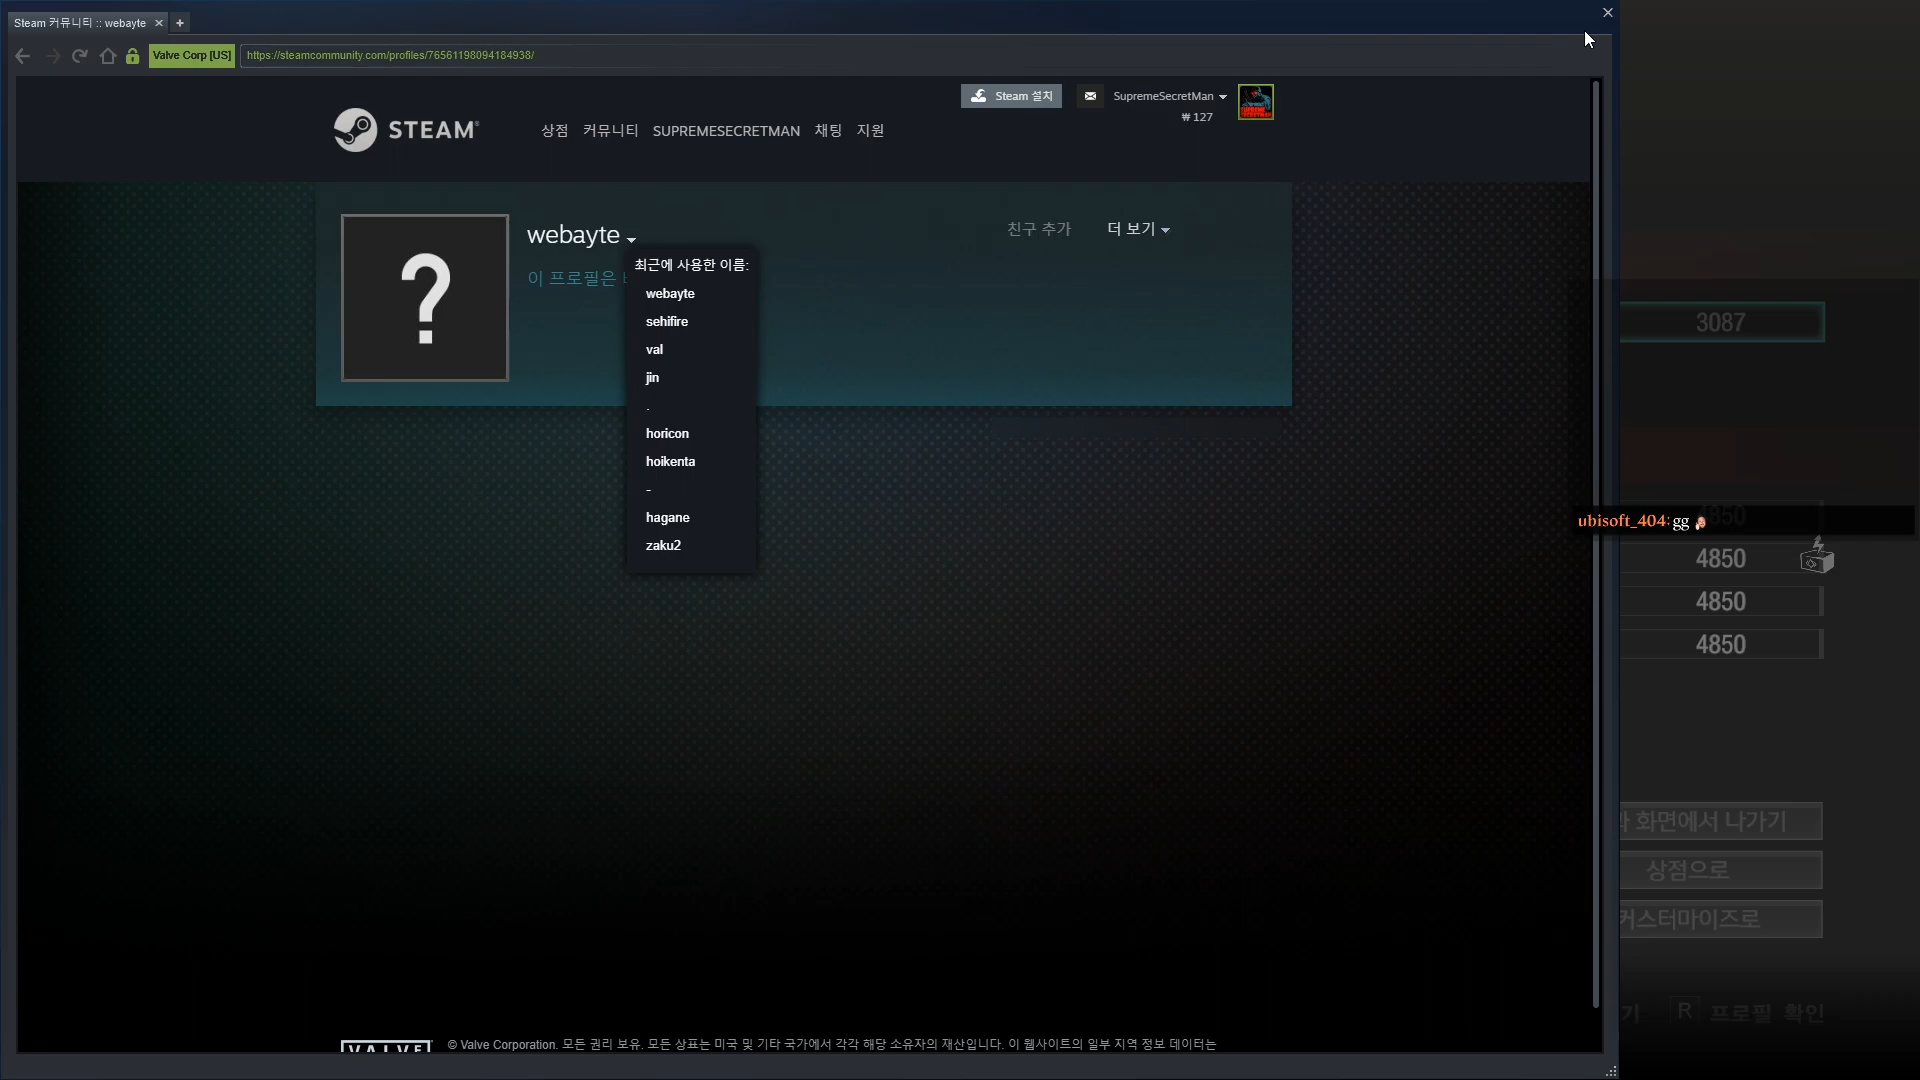 Steam 커뮤니티 :: webayte
Valve Corp [US]
https://steamcommunity.com/profiles/76561198094184938/
Steam 설치
SupremeSecretMan
₩ 127
STEAM®
상점 커뮤니티 SUPREMESECRETMAN 채팅 지원
webayte
친구 추가
더 보기
이 프로필은
최근에 사용한 이름:
webayte
sehifire
val
jin
.
horicon
hoikenta
-
hagane
zaku2
3087
ubisoft_404: gg
4850
4850
4850
4850
화면에서 나가기
상점으로
커스터마이즈로
기
R 프로필 확인
VALVE
© Valve Corporation. 모든 권리 보유. 모든 상표는 미국 및 기타 국가에서 각각 해당 소유자의 재산입니다. 이 웹사이트의 일부 지역 정보 데이터는